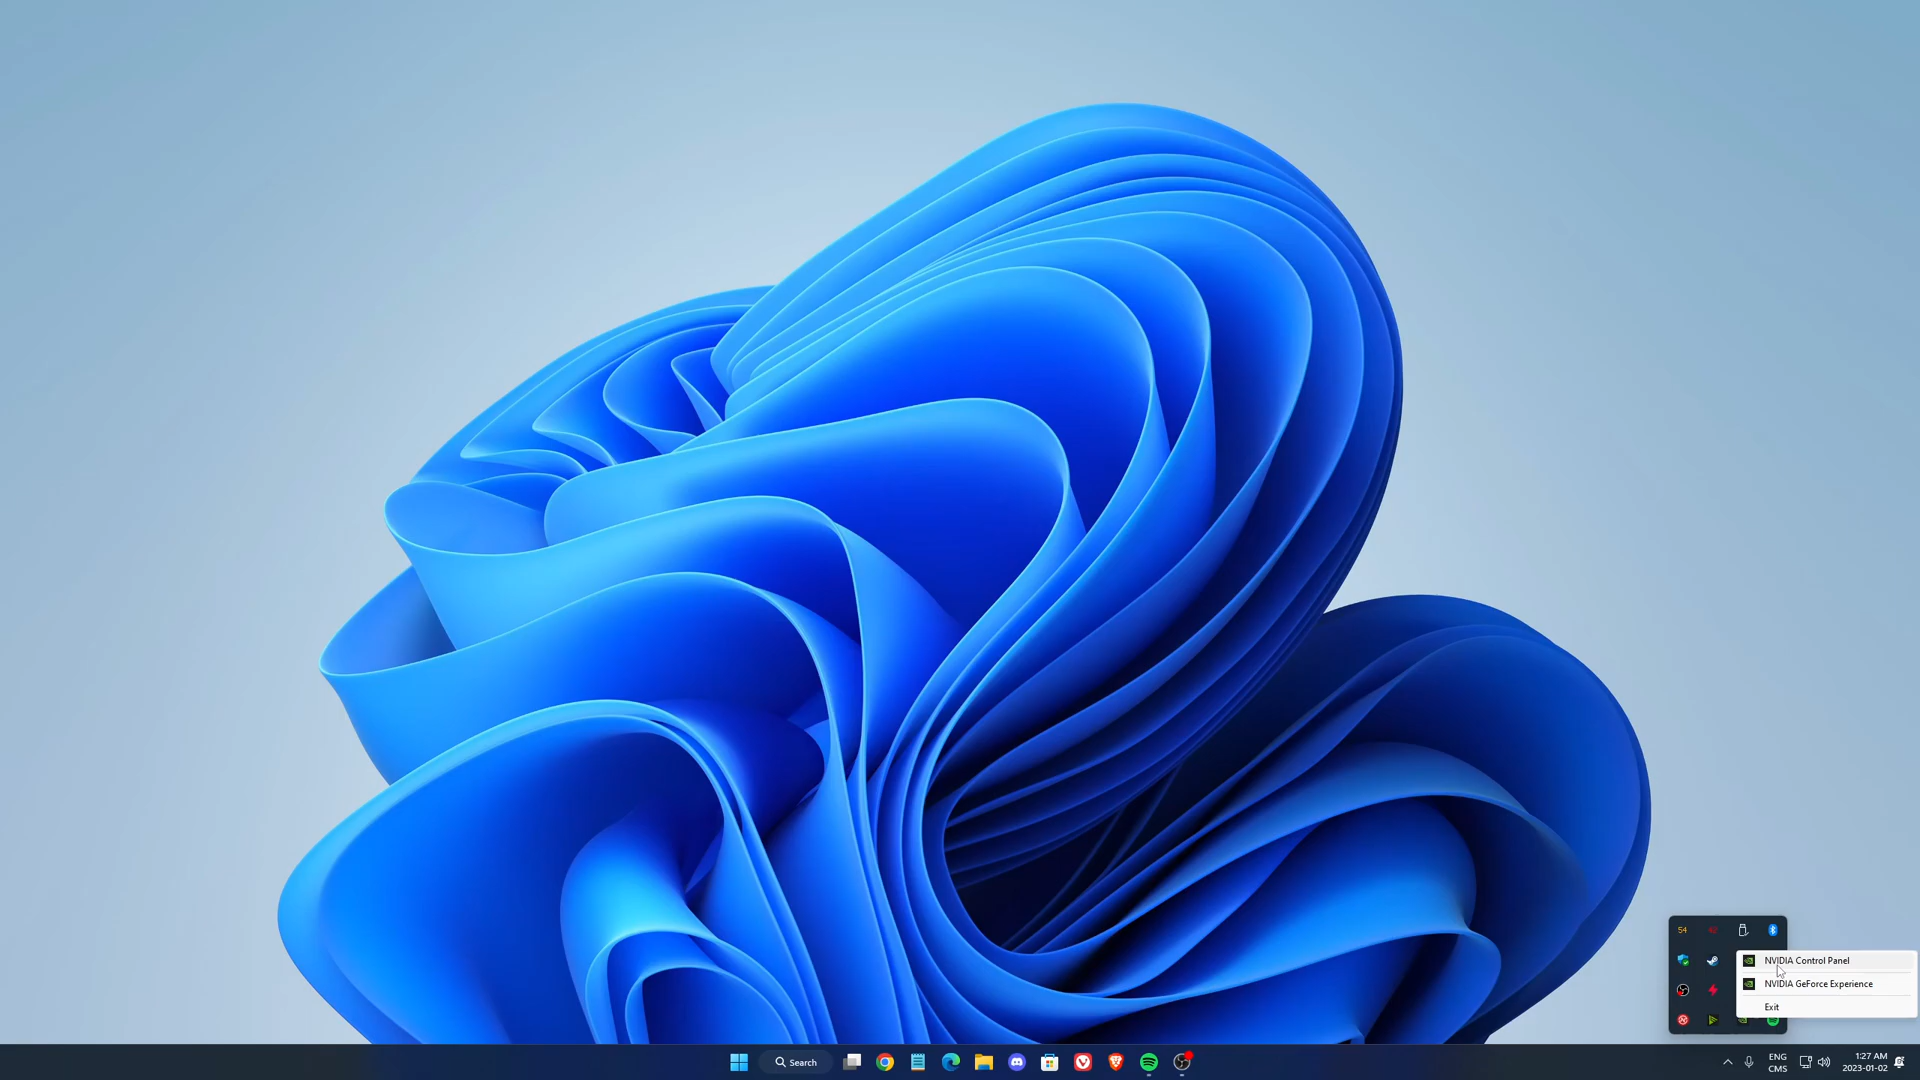 54
NVIDIA Control Panel
NVIDIA GeForce Experience
Exit
Search
ENG
CMS
1:27 AM
2023-01-02